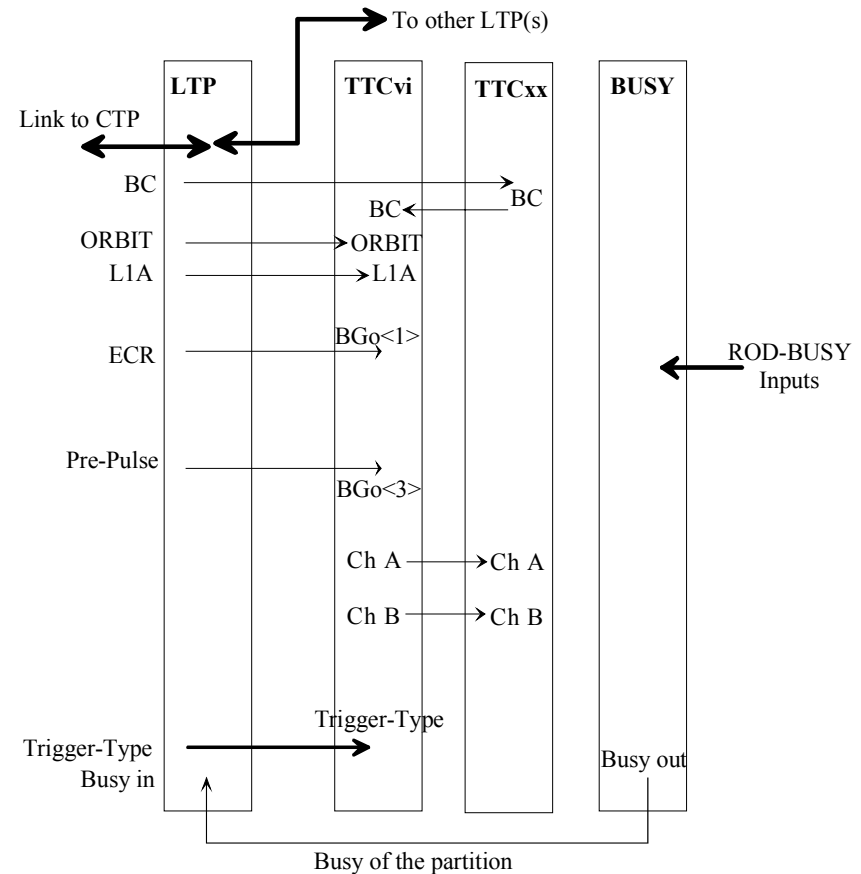 To other LTP(s)
LTP
TTCvi
TTCxx
BUSY
Link to CTP
BC
BC
BC
ORBIT
ORBIT
L1A
L1A
BGo<1>
ECR
ROD-BUSY
Inputs
Pre-Pulse
BGo<3>
Ch A
Ch A
Ch B
Ch B
Trigger-Type
Trigger-Type
Busy out
Busy in
Busy of the partition